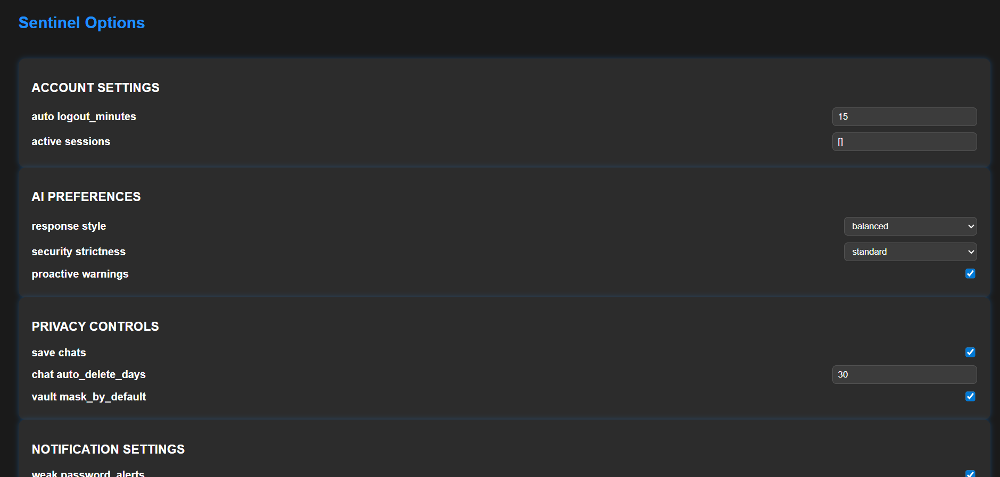 Sentinel Options
ACCOUNT SETTINGS
auto logout_minutes
15
active sessions
[]
AI PREFERENCES
response style
balanced
security strictness
standard
proactive warnings
PRIVACY CONTROLS
save chats
chat auto_delete_days
30
vault mask_by_default
NOTIFICATION SETTINGS
weak password_alerts